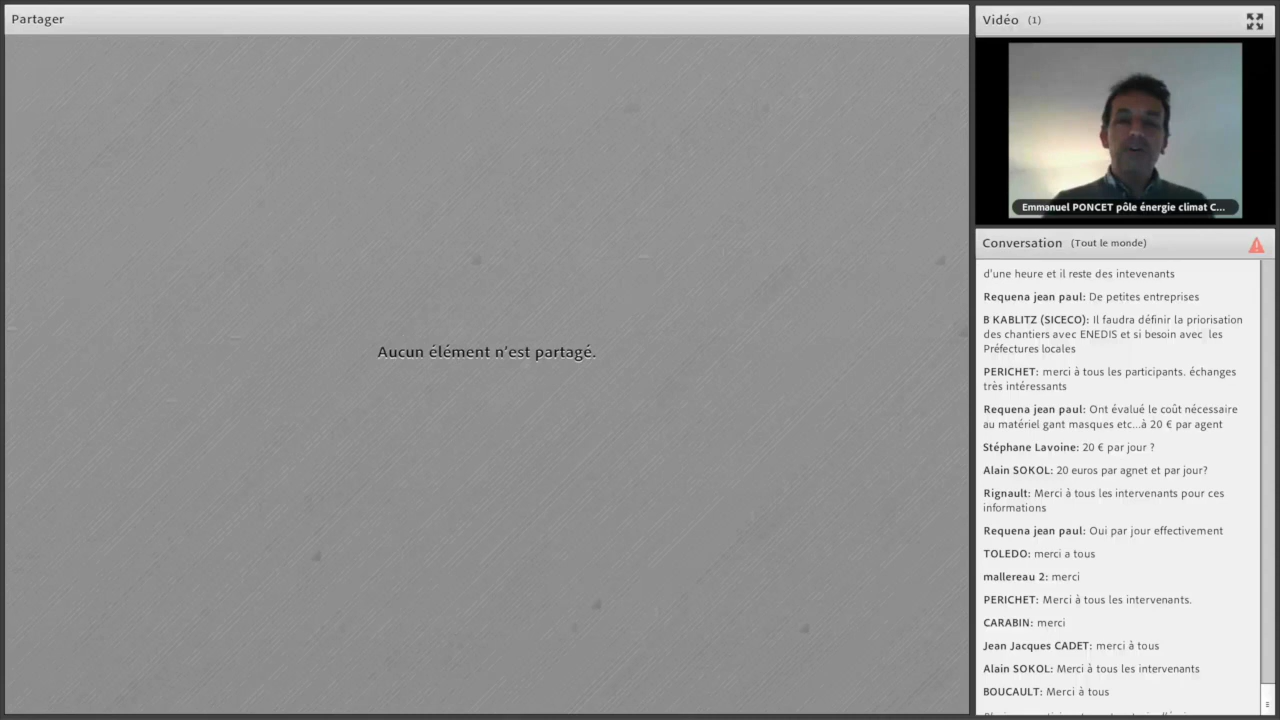 Partager
Aucun élément n'est partagé.
Vidéo (1)
Emmanuel PONCET pôle énergie climat C...
Conversation (Tout le monde)
d'une heure et il reste des intevenants
Requena jean paul: De petites entreprises
B KABLITZ (SICECO): Il faudra définir la priorisation
des chantiers avec ENEDIS et si besoin avec les
Préfectures locales
PERICHET: merci à tous les participants. échanges
très intéressants
Requena jean paul: Ont évalué le coût nécessaire
au matériel gant masques etc...à 20 € par agent
Stéphane Lavoine: 20 € par jour ?
Alain SOKOL: 20 euros par agnet et par jour?
Rignault: Merci à tous les intervenants pour ces
informations
Requena jean paul: Oui par jour effectivement
TOLEDO: merci a tous
mallereau 2: merci
PERICHET: Merci à tous les intervenants.
CARABIN: merci
Jean Jacques CADET: merci à tous
Alain SOKOL: Merci à tous les intervenants
BOUCAULT: Merci à tous